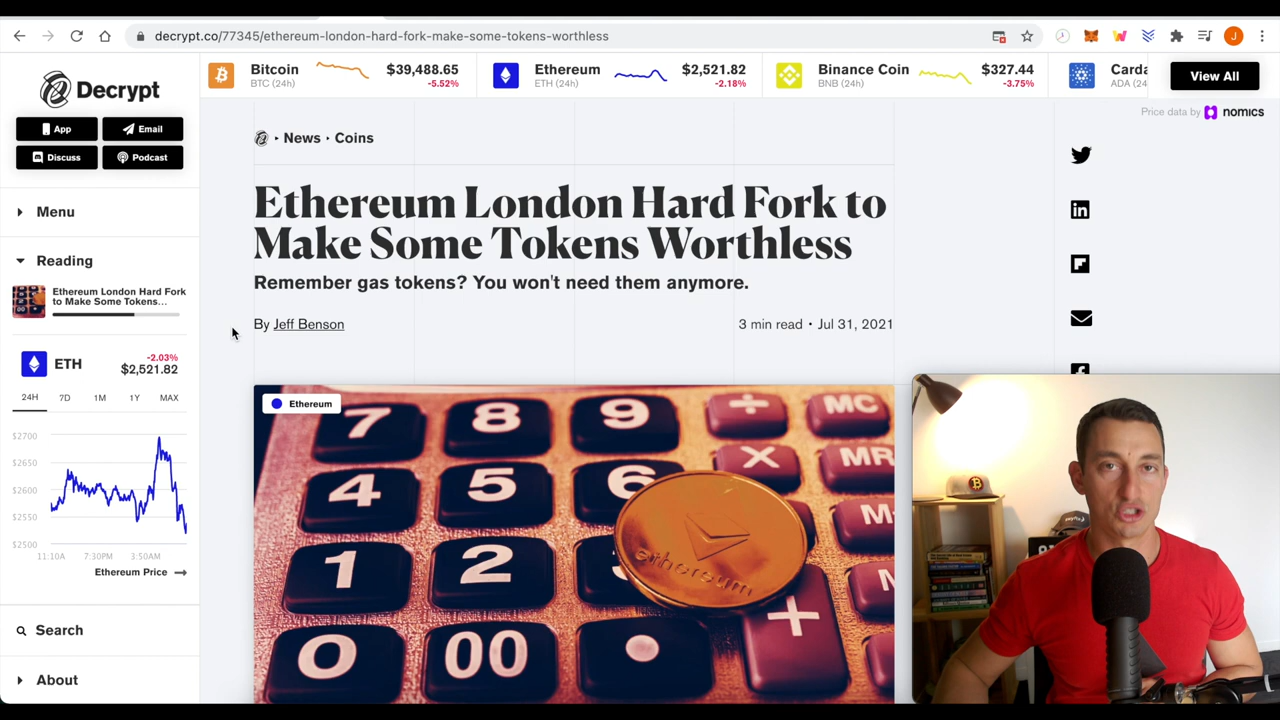 decrypt.co/77345/ethereum-london-hard-fork-make-some-tokens-worthless
J
Decrypt
App
Email
Discuss
Podcast
Menu
Reading
Ethereum London Hard Fork
to Make Some Tokens...
ETH
-2.03%
$2,521.82
24H 7D 1M 1Y MAX
$2700
$2650
$2600
$2550
$2500
11:10A 7:30PM 3:50AM
Ethereum Price
Search
About
Bitcoin $39,488.65
BTC (24h) -5.52%
Ethereum $2,521.82
ETH (24h) -2.18%
Binance Coin $327.44
BNB (24h) -3.75%
Carda
ADA (24
View All
Price data by nomics
News · Coins
Ethereum London Hard Fork to
Make Some Tokens Worthless
Remember gas tokens? You won't need them anymore.
By Jeff Benson 3 min read • Jul 31, 2021
Ethereum
7 8 9 ÷ MC
4 5 6 X MR
1 2 3 M
0 00 • +
ethereum